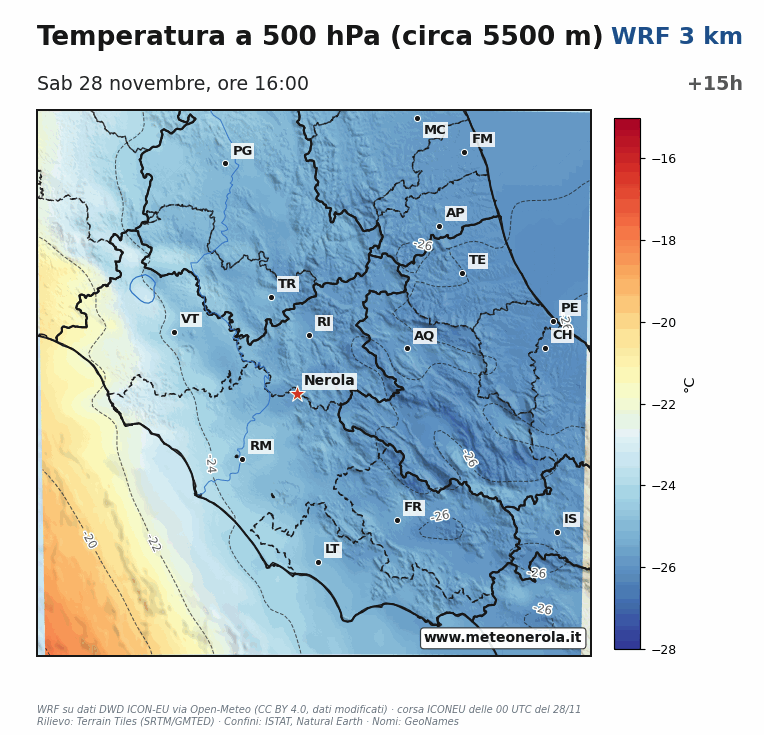 Temperatura a 500 hPa (circa 5500 m) WRF 3 km
Sab 28 novembre, ore 16:00 +15h
MC
FM
PG
AP
-26
TE
TR
PE
-26
VT
RI
AQ
CH
Nerola
RM
-24
-26
FR
-26
IS
-20
-22
LT
-26
-26
www.meteonerola.it
−16
−18
−20
−22
−24
−26
−28
°C
WRF su dati DWD ICON-EU via Open-Meteo (CC BY 4.0, dati modificati) · corsa ICONEU delle 00 UTC del 28/11
Rilievo: Terrain Tiles (SRTM/GMTED) · Confini: ISTAT, Natural Earth · Nomi: GeoNames